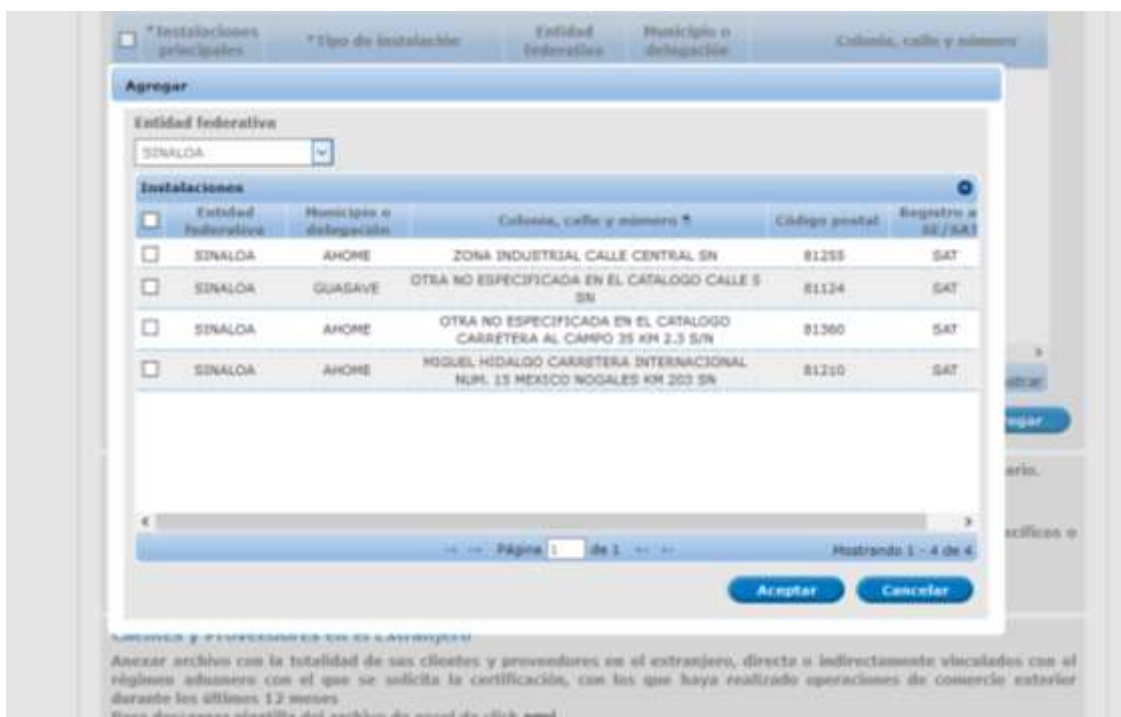 *Instalaciones principales *Tipo de instalación Entidad federativa Municipio o delegación Colonia, calle y número
Agregar
Entidad federativa
SINALOA
Instalaciones
Entidad federativa Municipio o delegación Colonia, calle y número Código postal Registro a SE/SAT
SINALOA AHOME ZONA INDUSTRIAL CALLE CENTRAL SN 81255 SAT
SINALOA GUASAVE OTRA NO ESPECIFICADA EN EL CATALOGO CALLE 5
SN 81124 SAT
SINALOA AHOME OTRA NO ESPECIFICADA EN EL CATALOGO
CARRETERA AL CAMPO 35 KM 2.5 S/N 81360 SAT
SINALOA AHOME MIGUEL HIDALGO CARRETERA INTERNACIONAL
NUM. 15 MEXICO NOGALES KM 203 SN 81210 SAT
Página 1 de 1 Mostrando 1 - 4 de 4
Aceptar Cancelar
Clientes y Proveedores en el Extranjero
Anexar archivo con la totalidad de sus clientes y proveedores en el extranjero, directa o indirectamente vinculados con el
régimen aduanero con el que se solicita la certificación, con los que haya realizado operaciones de comercio exterior
durante los últimos 12 meses